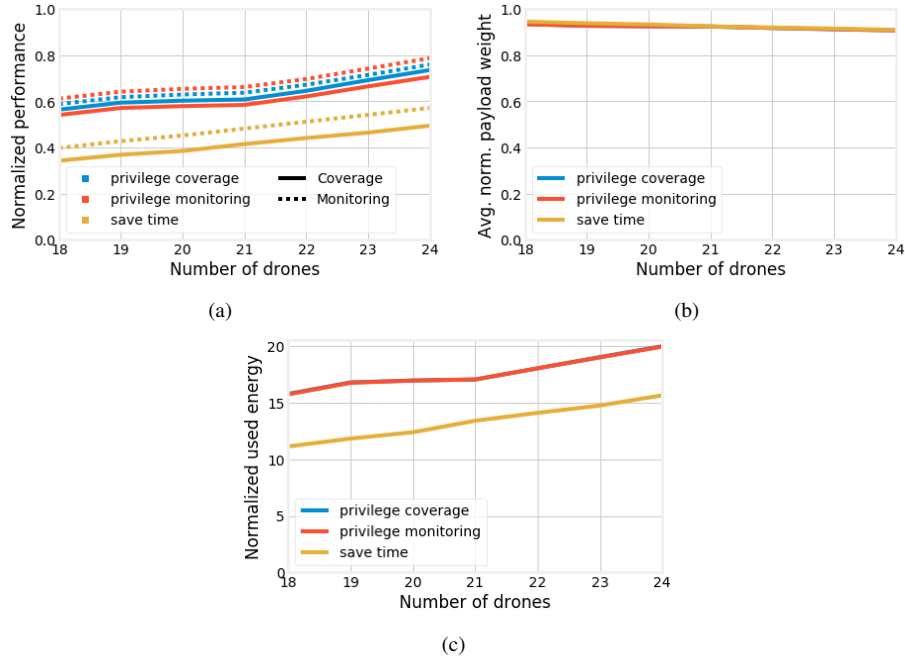 Normalized performance
1.0
0.8
0.6
0.4
0.2
0.0
privilege coverage
privilege monitoring
save time
Coverage
Monitoring
18 19 20 21 22 23 24
Number of drones
(a)
Avg. norm. payload weight
1.0
0.8
0.6
0.4
0.2
0.0
privilege coverage
privilege monitoring
save time
18 19 20 21 22 23 24
Number of drones
(b)
Normalized used energy
20
15
10
5
0
privilege coverage
privilege monitoring
save time
18 19 20 21 22 23 24
Number of drones
(c)